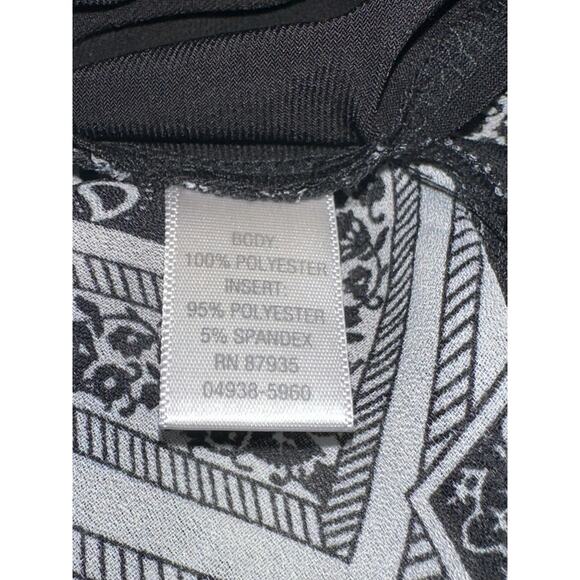 BODY
100% POLYESTER
INSERT:
95% POLYESTER
5% SPANDEX
RN 87935
04938-5960